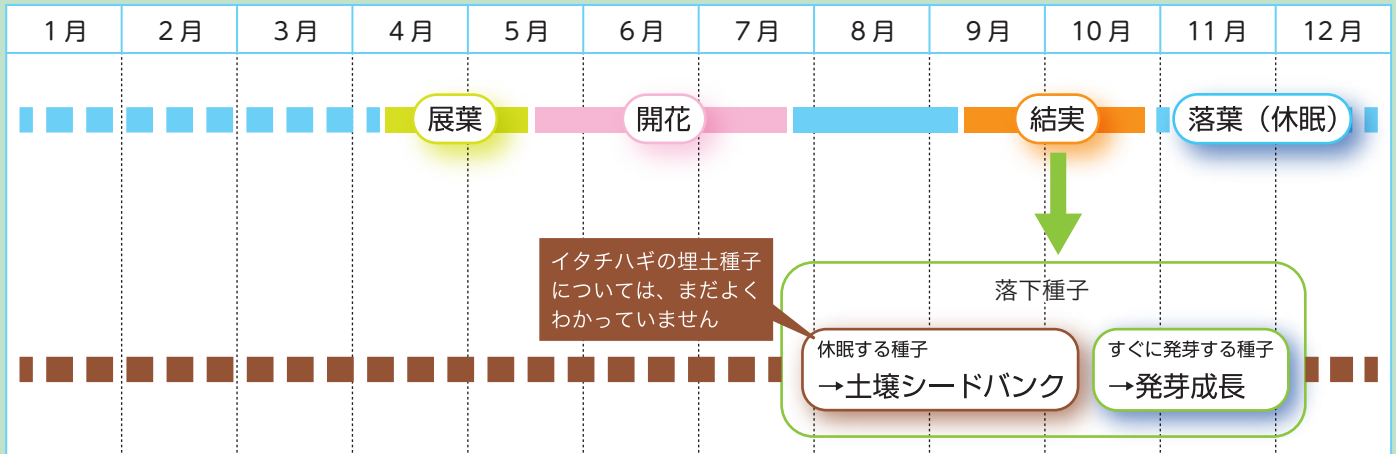 1月 2月 3月 4月 5月 6月 7月 8月 9月 10月 11月 12月
展葉 開花 結実 落葉（休眠）
イタチハギの埋土種子
については、まだよく
わかっていません
落下種子
休眠する種子
→土壌シードバンク
すぐに発芽する種子
→発芽成長